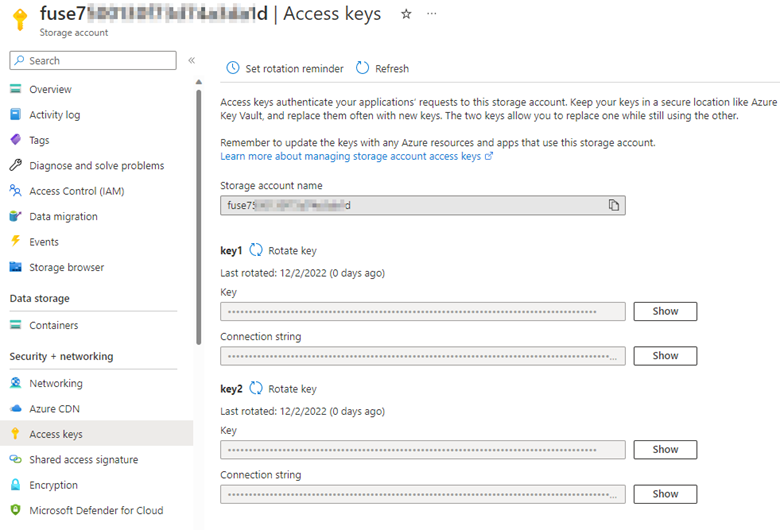 | Access keys
Storage account
Search
Overview
Activity log
Tags
Diagnose and solve problems
Access Control (IAM)
Data migration
Events
Storage browser
Data storage
Containers
Security + networking
Networking
Azure CDN
Access keys
Shared access signature
Encryption
Microsoft Defender for Cloud
Set rotation reminder
Refresh
Access keys authenticate your applications' requests to this storage account. Keep your keys in a secure location like Azure
Key Vault, and replace them often with new keys. The two keys allow you to replace one while still using the other.
Remember to update the keys with any Azure resources and apps that use this storage account.
Learn more about managing storage account access keys
Storage account name
key1 Rotate key
Last rotated: 12/2/2022 (0 days ago)
Key
Show
Connection string
Show
key2 Rotate key
Last rotated: 12/2/2022 (0 days ago)
Key
Show
Connection string
Show